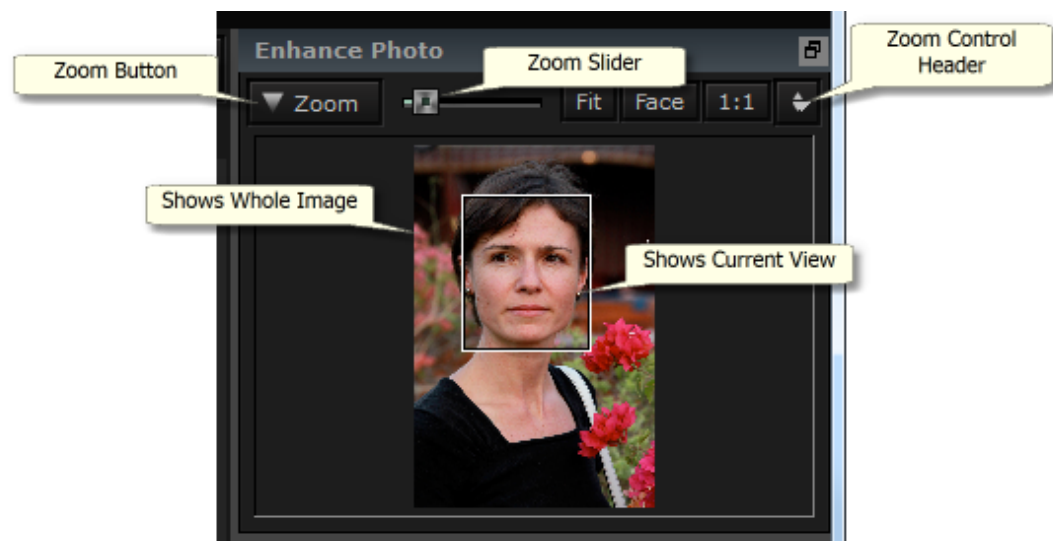 Zoom Control
Header
Enhance Photo
Zoom Slider
Zoom Button
Zoom
Fit
Face
1:1
Shows Whole Image
Shows Current View